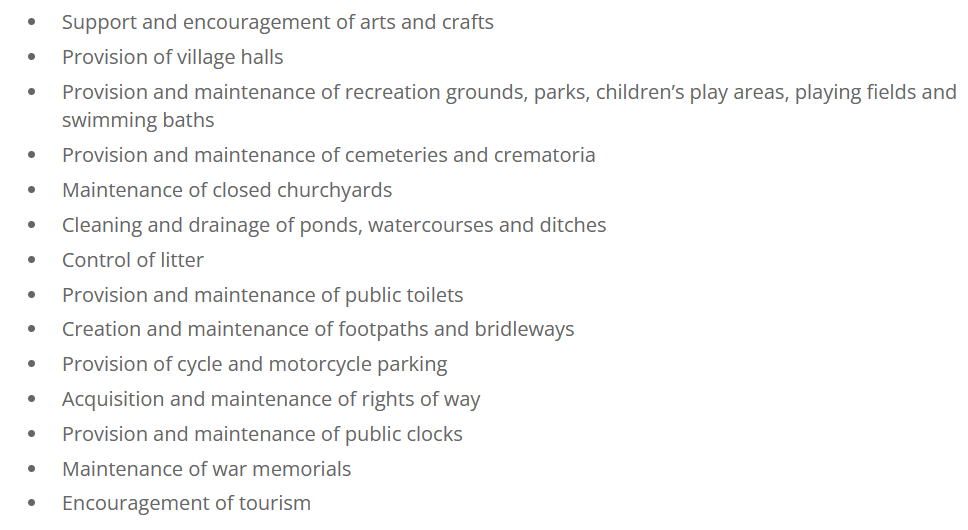 • Support and encouragement of arts and crafts
• Provision of village halls
• Provision and maintenance of recreation grounds, parks, children’s play areas, playing fields and
swimming baths
• Provision and maintenance of cemeteries and crematoria
• Maintenance of closed churchyards
• Cleaning and drainage of ponds, watercourses and ditches
• Control of litter
• Provision and maintenance of public toilets
• Creation and maintenance of footpaths and bridleways
• Provision of cycle and motorcycle parking
• Acquisition and maintenance of rights of way
• Provision and maintenance of public clocks
• Maintenance of war memorials
• Encouragement of tourism